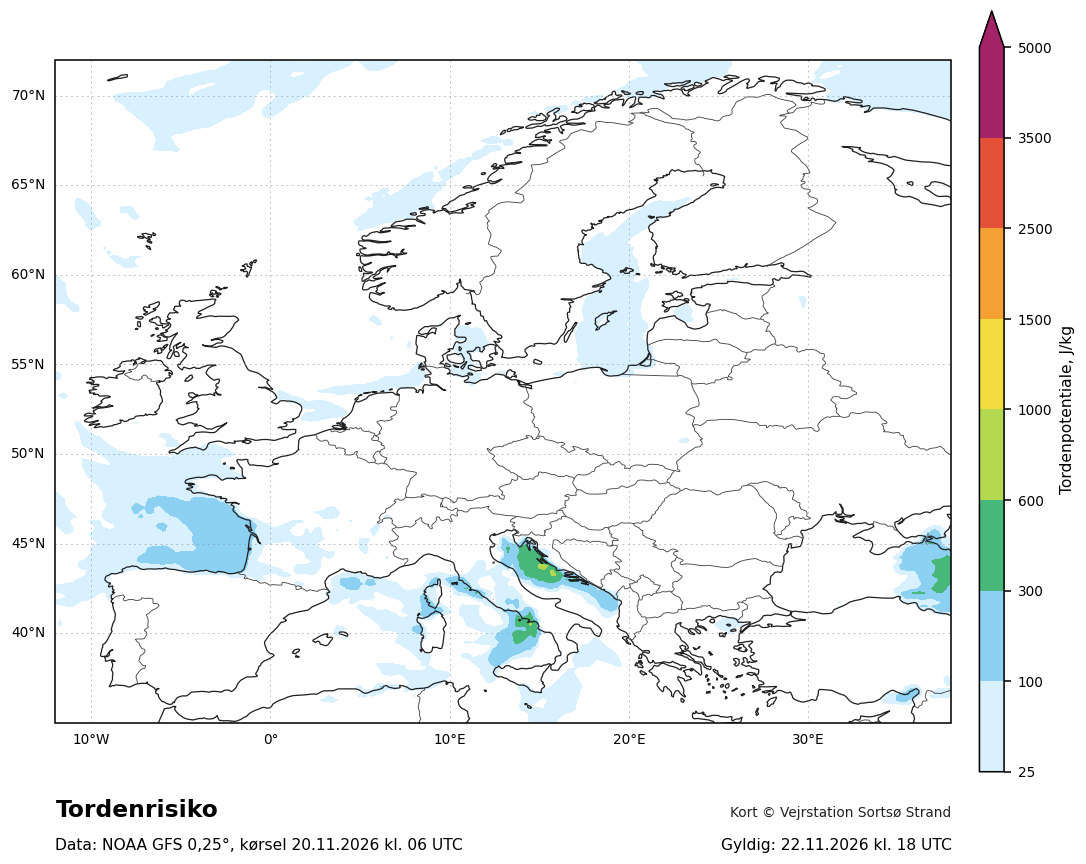 70°N
65°N
60°N
55°N
50°N
45°N
40°N
10°W
0°
10°E
20°E
30°E
5000
3500
2500
1500
1000
600
300
100
25
Tordenpotentiale, J/kg
Tordenrisiko
Kort © Vejrstation Sortsø Strand
Data: NOAA GFS 0,25°, kørsel 20.11.2026 kl. 06 UTC
Gyldig: 22.11.2026 kl. 18 UTC